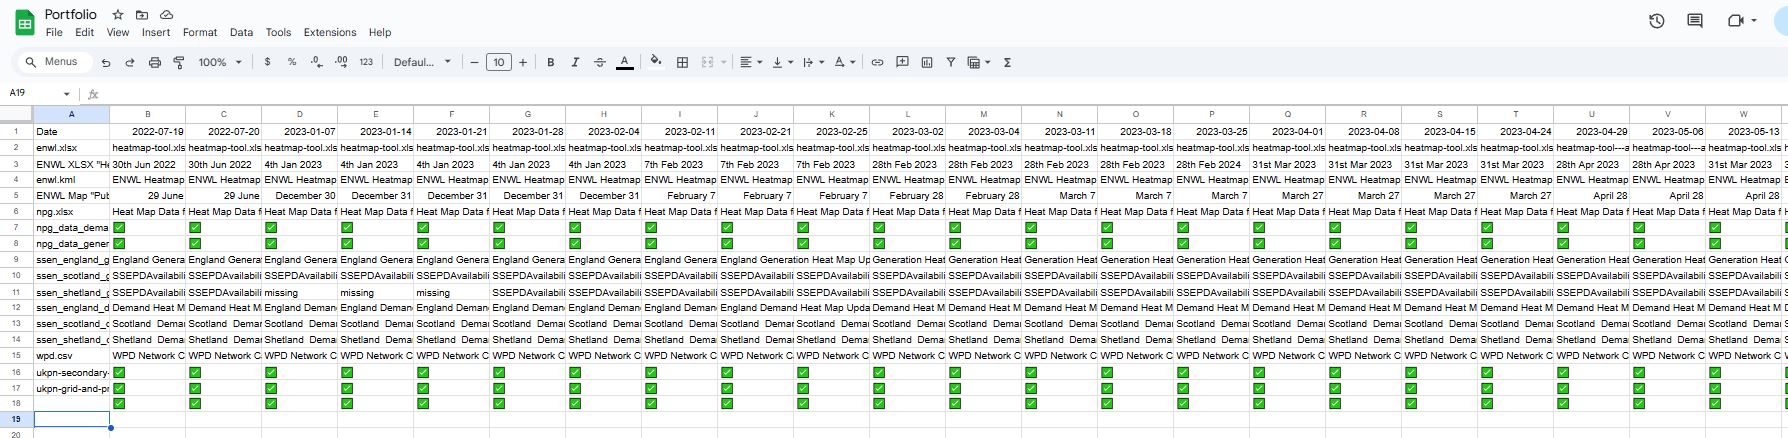 Portfolio
File Edit View Insert Format Data Tools Extensions Help
Menus 100% $ % .0 .00 123 Defaul... 10 B I S A Σ
A19 fx
A B C D E F G H I J K L M N O P Q R S T U V W
1 Date 2022-07-19 2022-07-20 2023-01-07 2023-01-14 2023-01-21 2023-01-28 2023-02-04 2023-02-11 2023-02-21 2023-02-25 2023-03-02 2023-03-04 2023-03-11 2023-03-18 2023-03-25 2023-04-01 2023-04-08 2023-04-15 2023-04-24 2023-04-29 2023-05-06 2023-05-13
2 enwl.xlsx heatmap-tool.xls heatmap-tool.xls heatmap-tool.xls heatmap-tool.xls heatmap-tool.xls heatmap-tool.xls heatmap-tool.xls heatmap-tool.xls heatmap-tool.xls heatmap-tool.xls heatmap-tool.xls heatmap-tool.xls heatmap-tool.xls heatmap-tool.xls heatmap-tool.xls heatmap-tool.xls heatmap-tool.xls heatmap-tool.xls heatmap-tool.xls heatmap-tool---a heatmap-tool---a heatmap-tool.xls
3 ENWL XLSX "He 30th Jun 2022 30th Jun 2022 4th Jan 2023 4th Jan 2023 4th Jan 2023 4th Jan 2023 4th Jan 2023 7th Feb 2023 7th Feb 2023 7th Feb 2023 28th Feb 2023 28th Feb 2023 28th Feb 2023 28th Feb 2023 28th Feb 2024 31st Mar 2023 31st Mar 2023 31st Mar 2023 31st Mar 2023 28th Apr 2023 28th Apr 2023 31st Mar 2023
4 enwl.kml ENWL Heatmap ENWL Heatmap ENWL Heatmap ENWL Heatmap ENWL Heatmap ENWL Heatmap ENWL Heatmap ENWL Heatmap ENWL Heatmap ENWL Heatmap ENWL Heatmap ENWL Heatmap ENWL Heatmap ENWL Heatmap ENWL Heatmap ENWL Heatmap ENWL Heatmap ENWL Heatmap ENWL Heatmap ENWL Heatmap ENWL Heatmap ENWL Heatmap
5 ENWL Map "Pub 29 June 29 June December 30 December 31 December 31 December 31 December 31 February 7 February 7 February 7 February 28 February 28 March 7 March 7 March 7 March 27 March 27 March 27 March 27 April 28 April 28 April 28
6 npg.xlsx Heat Map Data f Heat Map Data f Heat Map Data f Heat Map Data f Heat Map Data f Heat Map Data f Heat Map Data f Heat Map Data f Heat Map Data f Heat Map Data f Heat Map Data f Heat Map Data f Heat Map Data f Heat Map Data f Heat Map Data f Heat Map Data f Heat Map Data f Heat Map Data f Heat Map Data f Heat Map Data f Heat Map Data f Heat Map Data f
7 npg_data_dema
8 npg_data_gener
9 ssen_england_g England Genera England Genera England Genera England Genera England Genera England Genera England Genera England Genera England Generation Heat Map Up Generation Heat Generation Heat Generation Heat Generation Heat Generation Heat Generation Heat Generation Heat Generation Heat Generation Heat Generation Heat Generation Heat Generation Heat
10 ssen_scotland_g SSEPDAvailabili SSEPDAvailabili SSEPDAvailabili SSEPDAvailabili SSEPDAvailabili SSEPDAvailabili SSEPDAvailabili SSEPDAvailabili SSEPDAvailabili SSEPDAvailabili SSEPDAvailabili SSEPDAvailabili SSEPDAvailabili SSEPDAvailabili SSEPDAvailabili SSEPDAvailabili SSEPDAvailabili SSEPDAvailabili SSEPDAvailabili SSEPDAvailabili SSEPDAvailabili SSEPDAvailabili
11 ssen_shetland_g SSEPDAvailabili SSEPDAvailabili missing missing missing SSEPDAvailabili SSEPDAvailabili SSEPDAvailabili SSEPDAvailabili SSEPDAvailabili SSEPDAvailabili SSEPDAvailabili SSEPDAvailabili SSEPDAvailabili SSEPDAvailabili SSEPDAvailabili SSEPDAvailabili SSEPDAvailabili SSEPDAvailabili SSEPDAvailabili SSEPDAvailabili SSEPDAvailabili
12 ssen_england_d Demand Heat M Demand Heat M England Deman England Deman England Deman England Deman England Deman England Deman England Demand Heat Map Upda Demand Heat M Demand Heat M Demand Heat M Demand Heat M Demand Heat M Demand Heat M Demand Heat M Demand Heat M Demand Heat M Demand Heat M Demand Heat M Demand Heat M
13 ssen_scotland_d Scotland Demai Scotland Demai Scotland Demai Scotland Demai Scotland Demai Scotland Demai Scotland Demai Scotland Demai Scotland Demai Scotland Demai Scotland Demai Scotland Demai Scotland Demai Scotland Demai Scotland Demai Scotland Demai Scotland Demai Scotland Demai Scotland Demai Scotland Demai Scotland Demai Scotland Demai
14 ssen_shetland_d Shetland Demai Shetland Demai Shetland Demai Shetland Demai Shetland Demai Shetland Demai Shetland Demai Shetland Demai Shetland Demai Shetland Demai Shetland Demai Shetland Demai Shetland Demai Shetland Demai Shetland Demai Shetland Demai Shetland Demai Shetland Demai Shetland Demai Shetland Demai Shetland Demai Shetland Demai
15 wpd.csv WPD Network C WPD Network C WPD Network C WPD Network C WPD Network C WPD Network C WPD Network C WPD Network C WPD Network C WPD Network C WPD Network C WPD Network C WPD Network C WPD Network C WPD Network C WPD Network C WPD Network C WPD Network C WPD Network C WPD Network C WPD Network C WPD Network C
16 ukpn-secondary-
17 ukpn-grid-and-pr
18
19
20